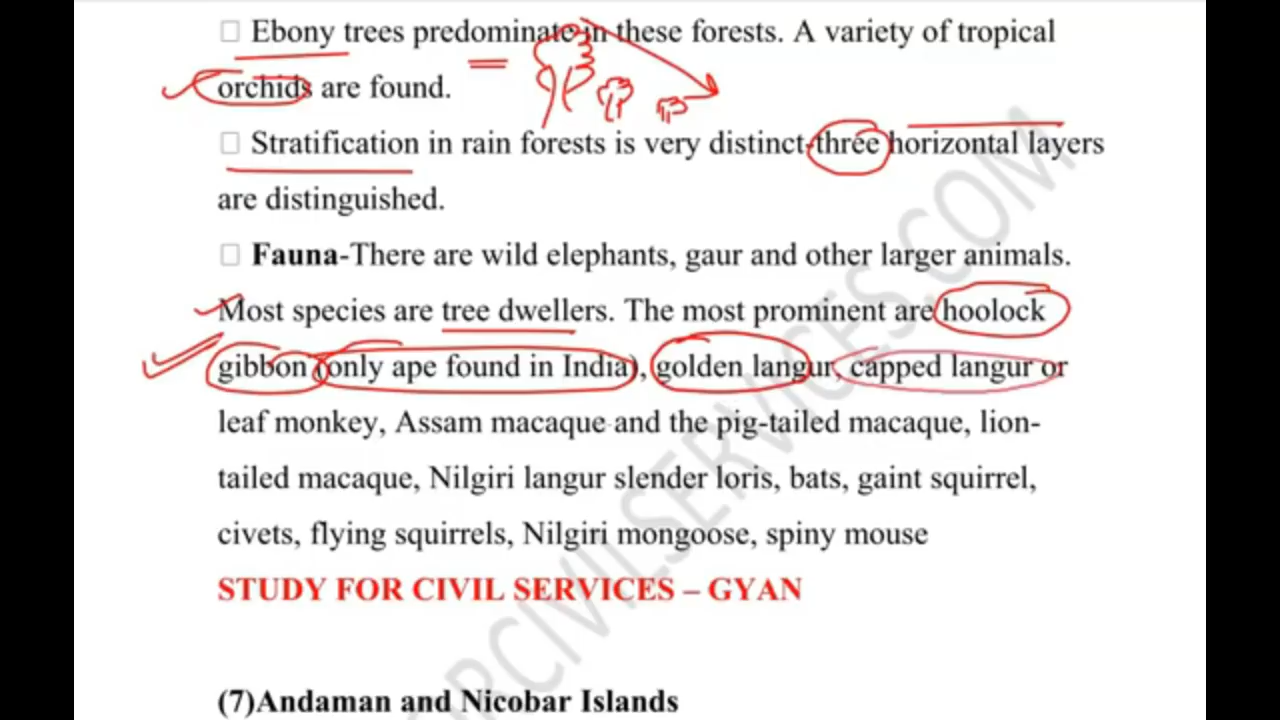 □ Ebony trees predominate in these forests. A variety of tropical
orchids are found.
□ Stratification in rain forests is very distinct-three horizontal layers
are distinguished.
□ Fauna-There are wild elephants, gaur and other larger animals.
Most species are tree dwellers. The most prominent are hoolock
gibbon (only ape found in India), golden langur, capped langur or
leaf monkey, Assam macaque and the pig-tailed macaque, lion-
tailed macaque, Nilgiri langur slender loris, bats, gaint squirrel,
civets, flying squirrels, Nilgiri mongoose, spiny mouse
STUDY FOR CIVIL SERVICES – GYAN
(7)Andaman and Nicobar Islands
RCIVILSERVICES.COM